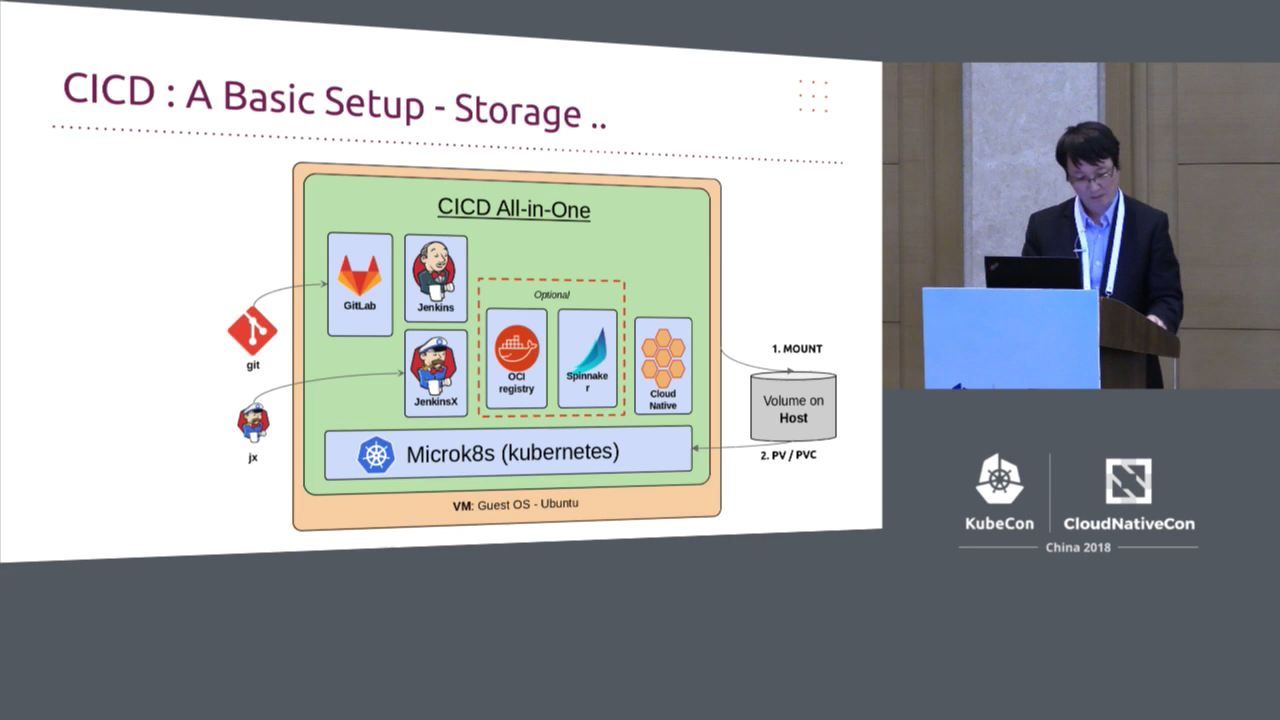 CICD : A Basic Setup - Storage ..
CICD All-in-One
GitLab
Jenkins
Optional
git
JenkinsX
OCI
registry
Spinnake
r
Cloud
Native
1. MOUNT
Volume on
Host
jx
Microk8s (kubernetes)
2. PV / PVC
VM: Guest OS - Ubuntu
KubeCon
CloudNativeCon
China 2018